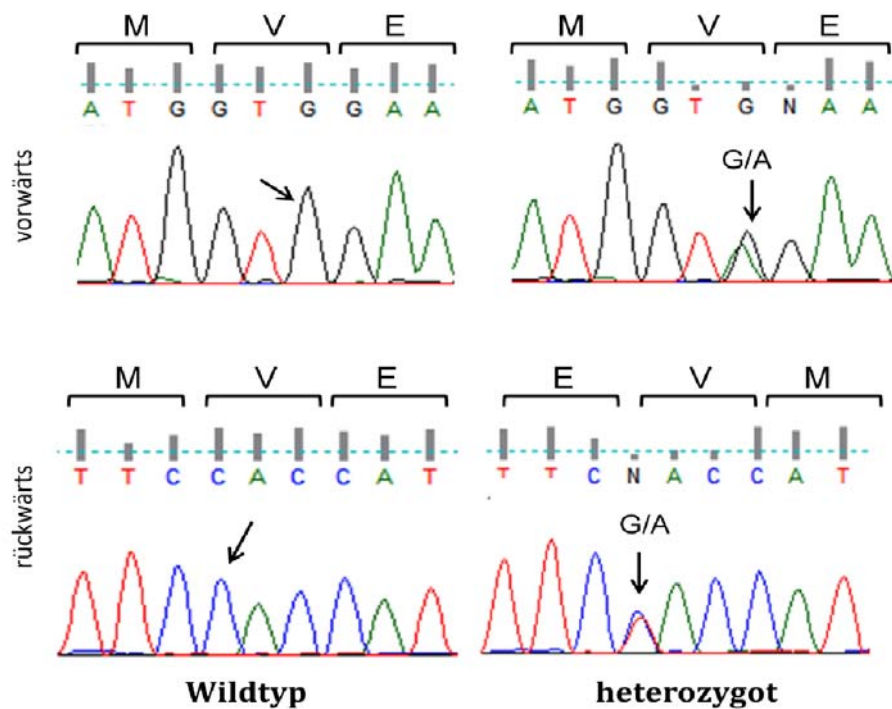 M V E M V E
A T G G T G G A A A T G G T G N A A
G/A
vorwärts
M V E E V M
T T C C A C C A T T T C N A C C A T
G/A
rückwärts
Wildtyp heterozygot